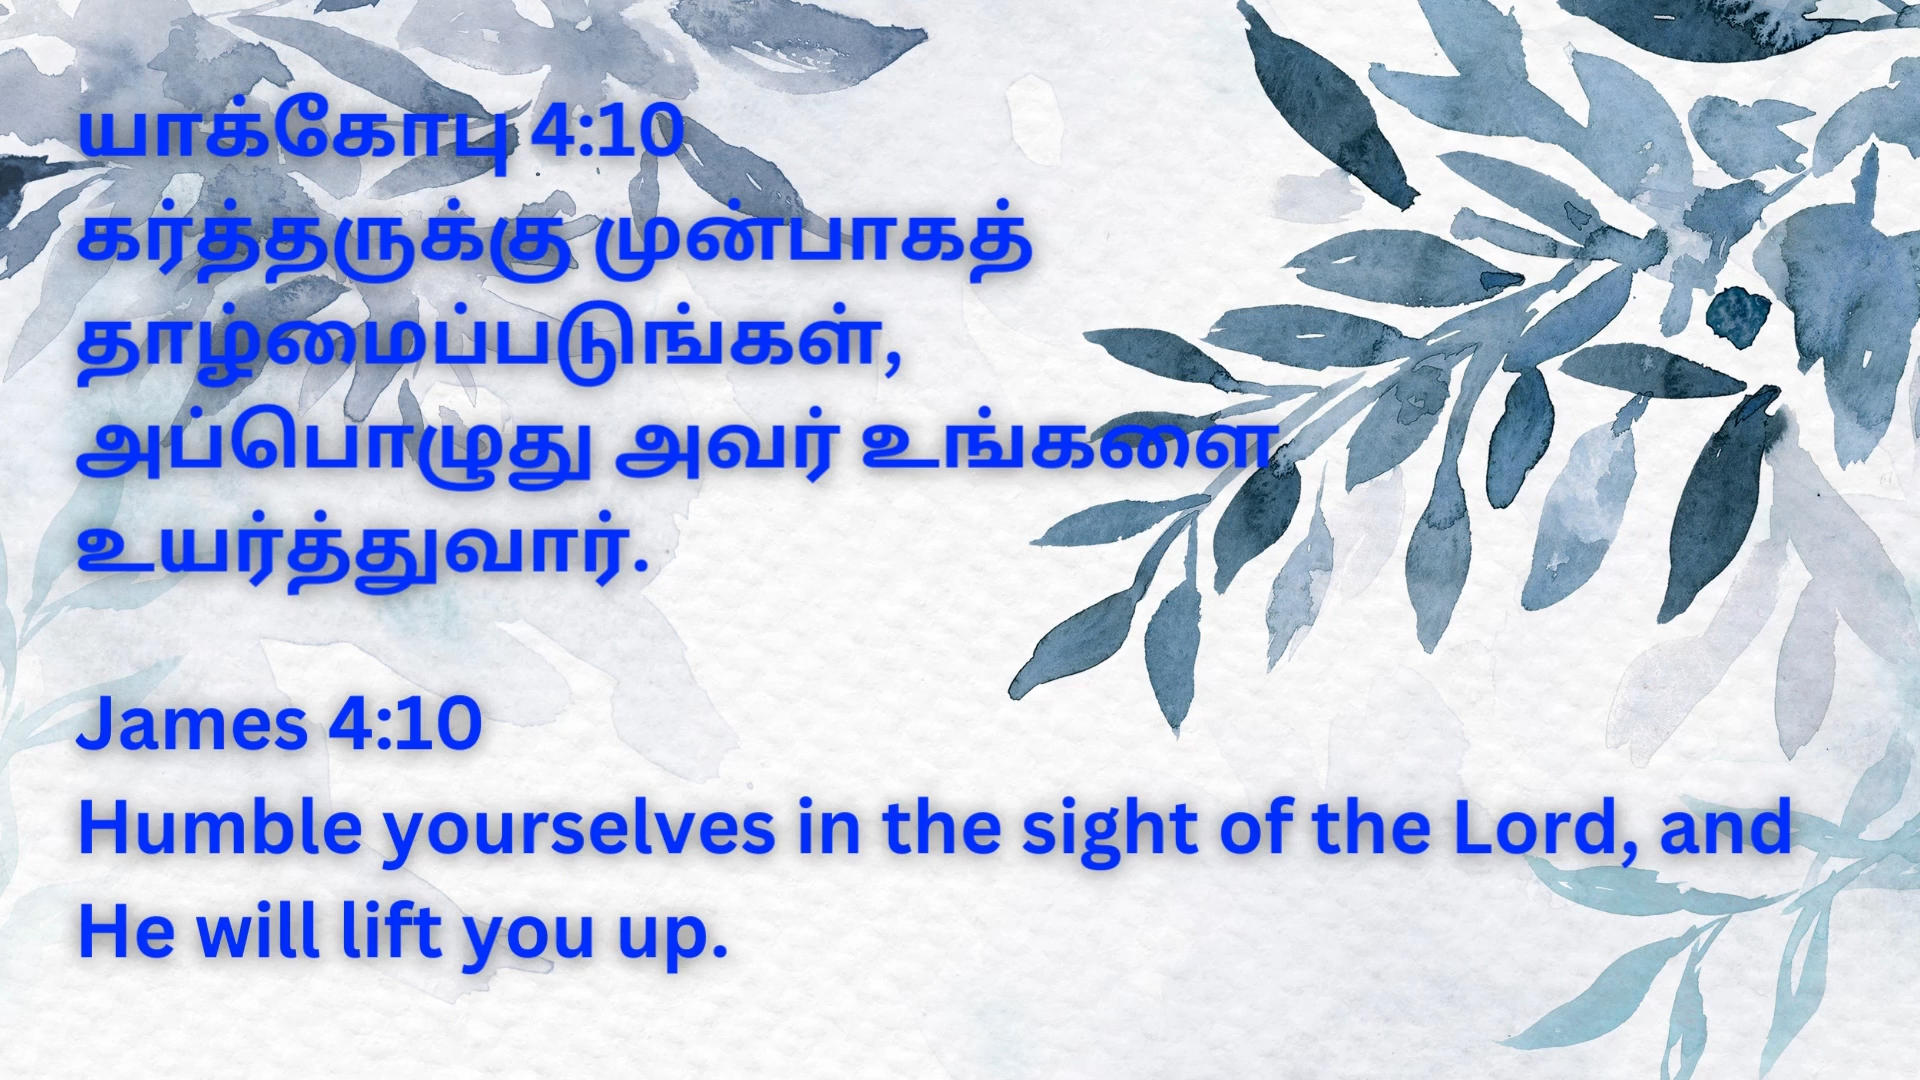 யாக்கோபு 4:10
கர்த்தருக்கு முன்பாகத்
தாழ்மைப்படுங்கள்,
அப்பொழுது அவர் உங்களை
உயர்த்துவார்.
James 4:10
Humble yourselves in the sight of the Lord, and
He will lift you up.